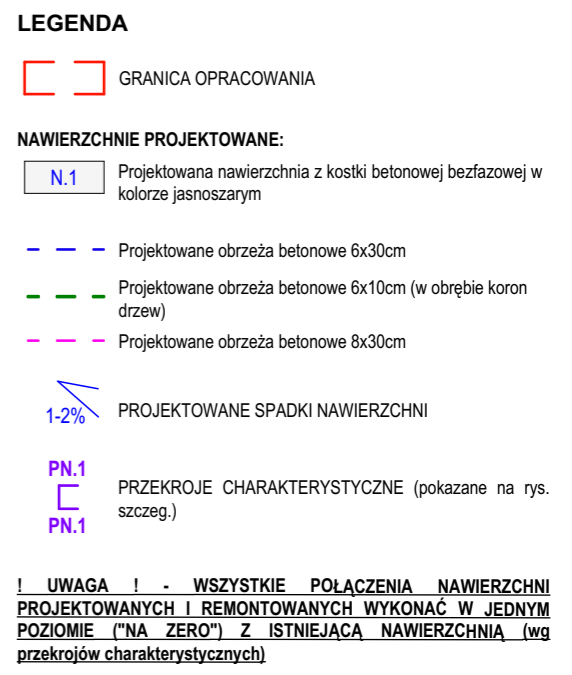 LEGENDA
GRANICA OPRACOWANIA
NAWIERZCHNIE PROJEKTOWANE:
N.1
Projektowana nawierzchnia z kostki betonowej bezfazowej w
kolorze jasnoszarym
Projektowane obrzeża betonowe 6x30cm
Projektowane obrzeża betonowe 6x10cm (w obrębie koron
drzew)
Projektowane obrzeża betonowe 8x30cm
1-2%
PROJEKTOWANE SPADKI NAWIERZCHNI
PN.1
PRZEKROJE CHARAKTERYSTYCZNE (pokazane na rys.
szczeg.)
PN.1
! UWAGA ! - WSZYSTKIE POŁĄCZENIA NAWIERZCHNI
PROJEKTOWANYCH I REMONTOWANYCH WYKONAĆ W JEDNYM
POZIOMIE ("NA ZERO") Z ISTNIEJĄCĄ NAWIERZCHNIĄ (wg
przekrojów charakterystycznych)